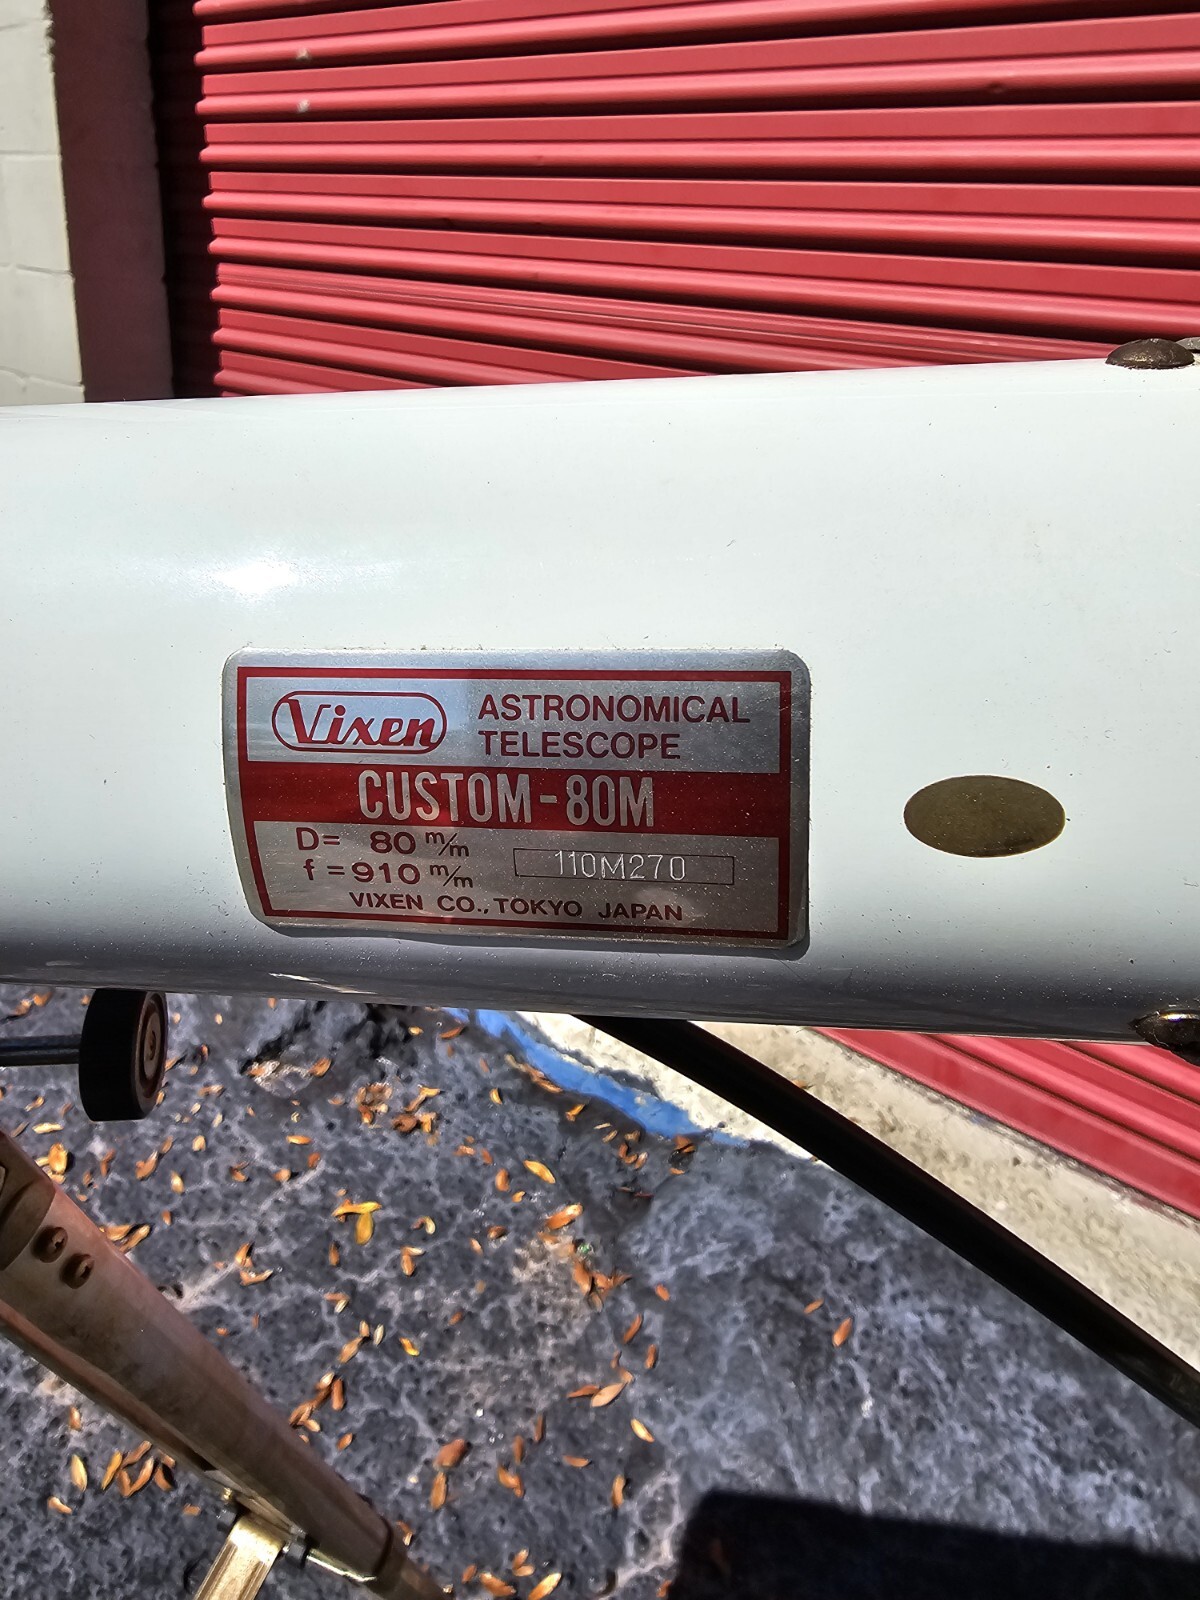 Vixen
ASTRONOMICAL
TELESCOPE
CUSTOM-80M
D= 80 m/m
f=910 m/m
110M270
VIXEN CO., TOKYO JAPAN